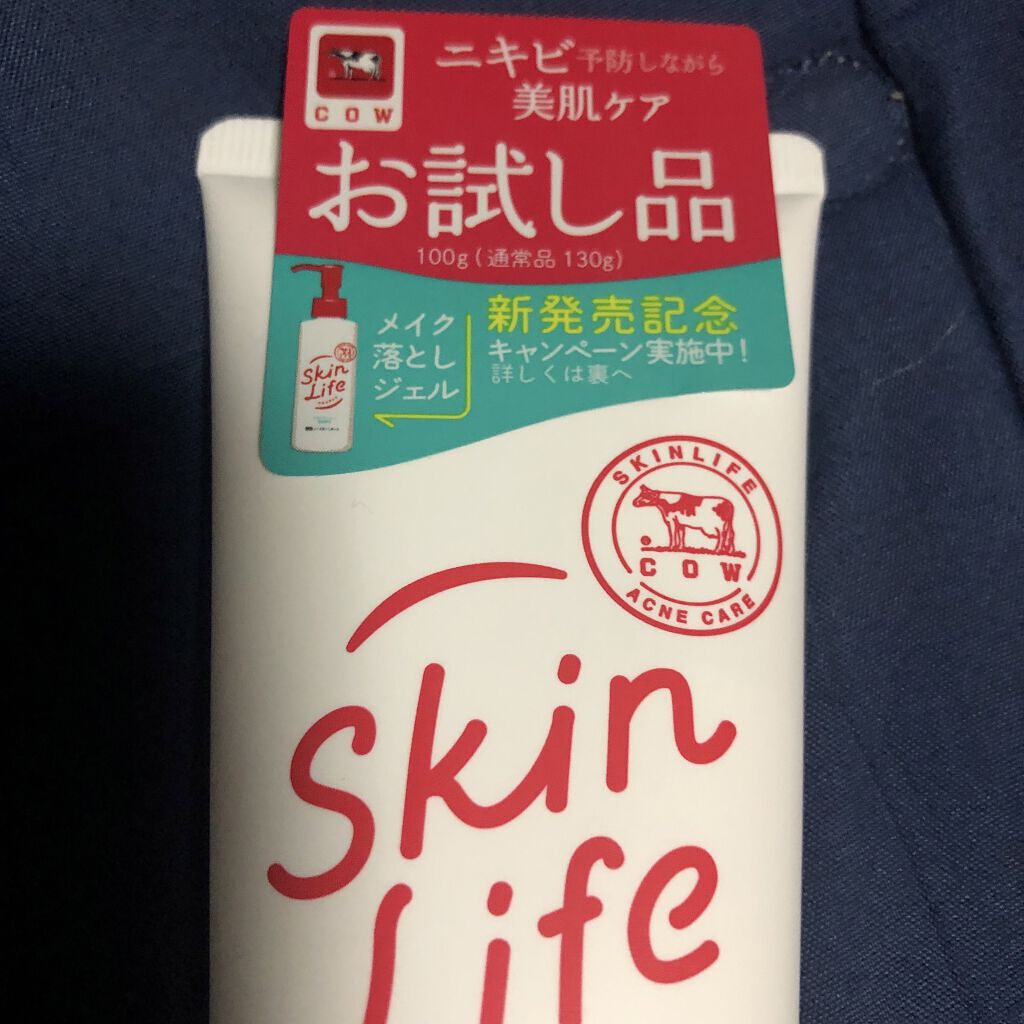 COW
ニキビ予防しながら
美肌ケア
お試し品
100g(通常品 130g)
メイク
落とし
ジェル
新発売記念
キャンペーン実施中!
詳しくは裏へ
Skin
Life
SKINLIFE
COW
ACNE CARE
Skin
Life